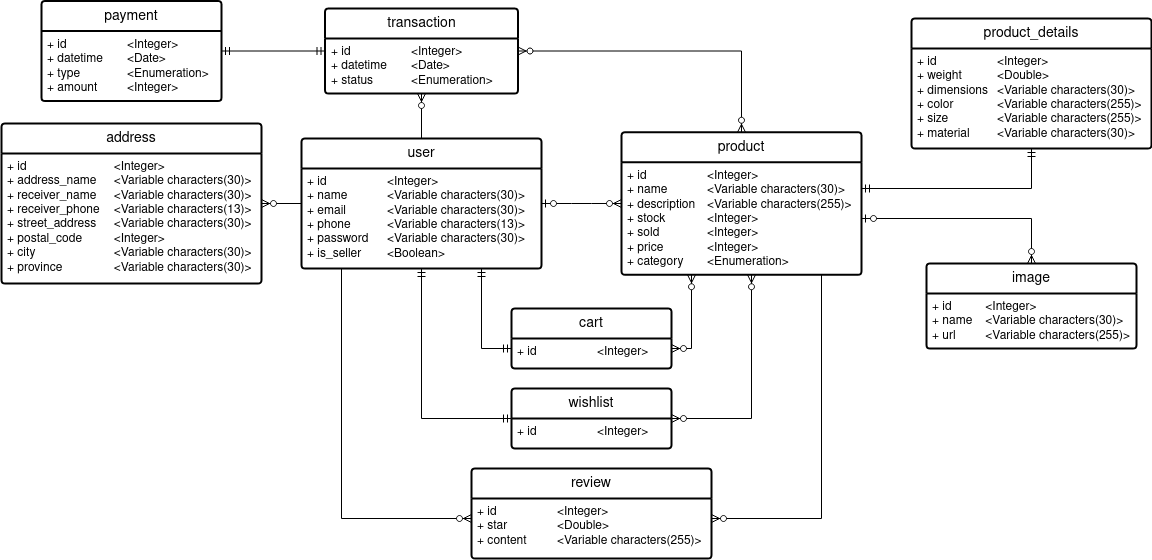 payment
+ id <Integer>
+ datetime <Date>
+ type <Enumeration>
+ amount <Integer>
transaction
+ id <Integer>
+ datetime <Date>
+ status <Enumeration>
product_details
+ id <Integer>
+ weight <Double>
+ dimensions <Variable characters(30)>
+ color <Variable characters(255)>
+ size <Variable characters(255)>
+ material <Variable characters(30)>
address
+ id <Integer>
+ address_name <Variable characters(30)>
+ receiver_name <Variable characters(30)>
+ receiver_phone <Variable characters(13)>
+ street_address <Variable characters(30)>
+ postal_code <Integer>
+ city <Variable characters(30)>
+ province <Variable characters(30)>
user
+ id <Integer>
+ name <Variable characters(30)>
+ email <Variable characters(30)>
+ phone <Variable characters(13)>
+ password <Variable characters(30)>
+ is_seller <Boolean>
product
+ id <Integer>
+ name <Variable characters(30)>
+ description <Variable characters(255)>
+ stock <Integer>
+ sold <Integer>
+ price <Integer>
+ category <Enumeration>
image
+ id <Integer>
+ name <Variable characters(30)>
+ url <Variable characters(255)>
cart
+ id <Integer>
wishlist
+ id <Integer>
review
+ id <Integer>
+ star <Double>
+ content <Variable characters(255)>